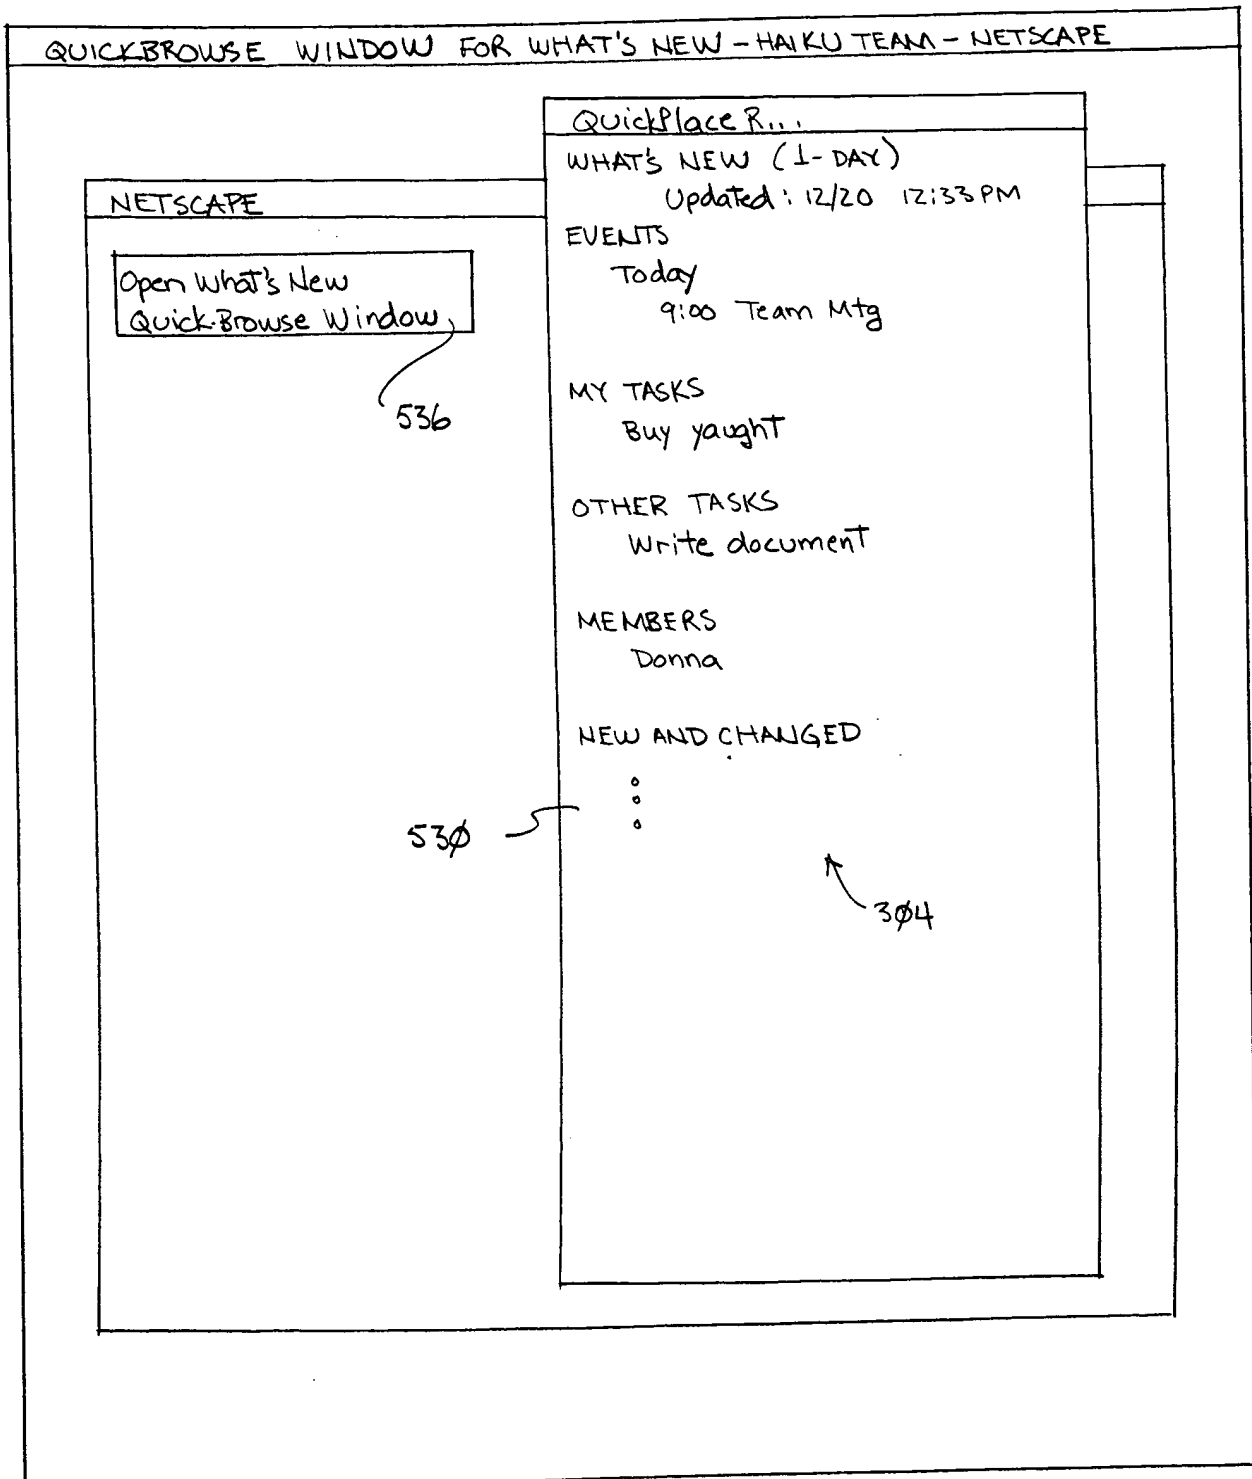 QUICKBROWSE WINDOW FOR WHAT'S NEW - HAIKU TEAM - NETSCAPE
QuickPlace R...
WHAT'S NEW (1-DAY)
Updated: 12/20 12:33 PM
NETSCAPE
EVENTS
Today
9:00 Team Mtg
Open What's New
Quick-Browse Window
536
MY TASKS
Buy yaught
OTHER TASKS
Write document
MEMBERS
Donna
NEW AND CHANGED
53Ø
3Ø4